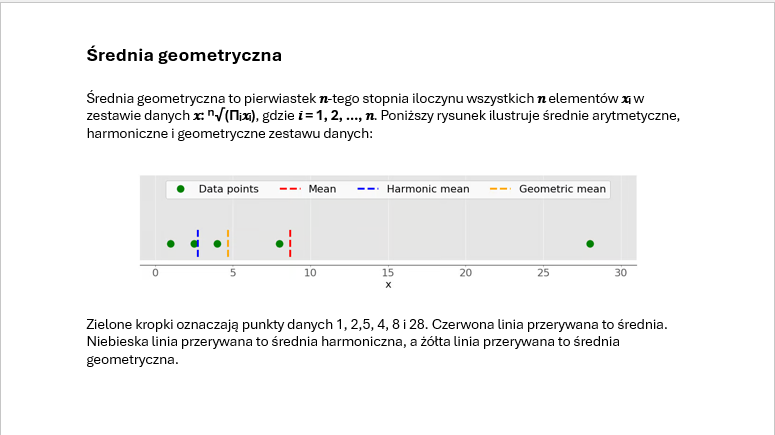 Średnia geometryczna
Średnia geometryczna to pierwiastek n-tego stopnia iloczynu wszystkich n elementów xᵢ w
zestawie danych x: ⁿ√(Πᵢxᵢ), gdzie i = 1, 2, ..., n. Poniższy rysunek ilustruje średnie arytmetyczne,
harmoniczne i geometryczne zestawu danych:
Data points Mean Harmonic mean Geometric mean
0 5 10 15 20 25 30
x
Zielone kropki oznaczają punkty danych 1, 2,5, 4, 8 i 28. Czerwona linia przerywana to średnia.
Niebieska linia przerywana to średnia harmoniczna, a żółta linia przerywana to średnia
geometryczna.